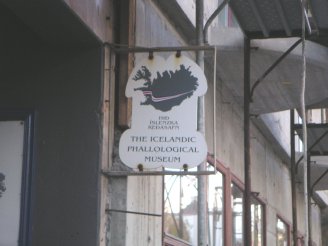 HIÐ
ÍSLENZKA
REÐASAFN
THE ICELANDIC
PHALLOLOGICAL
MUSEUM